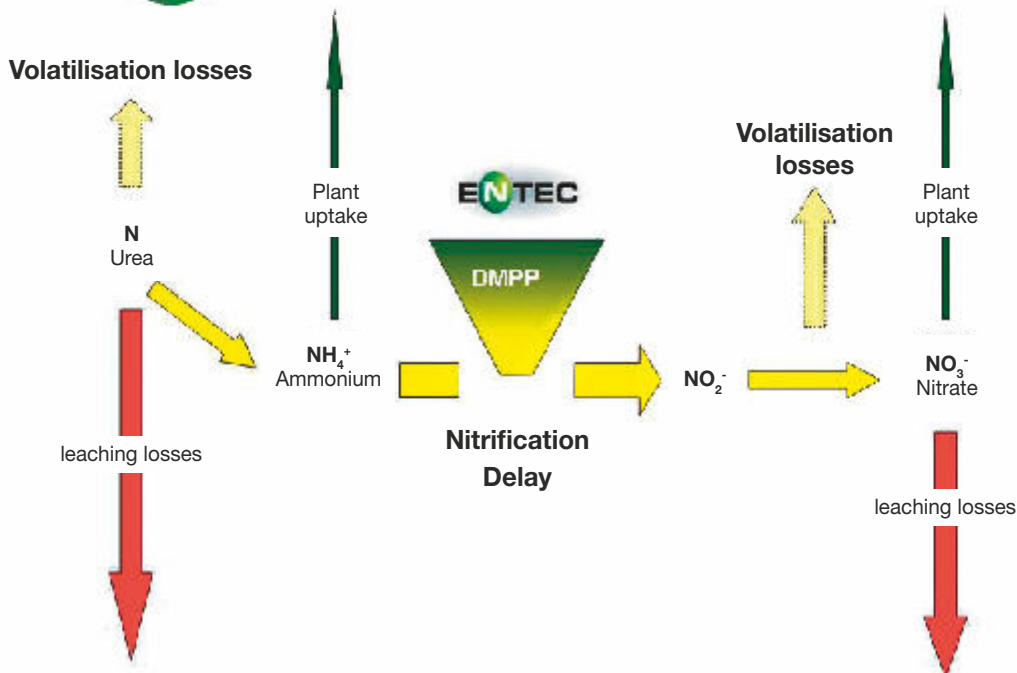 Volatilisation losses
N
Urea
leaching losses
Plant
uptake
NH₄⁺
Ammonium
ENTEC
DMPP
Nitrification
Delay
NO₂⁻
Volatilisation
losses
Plant
uptake
NO₃⁻
Nitrate
leaching losses